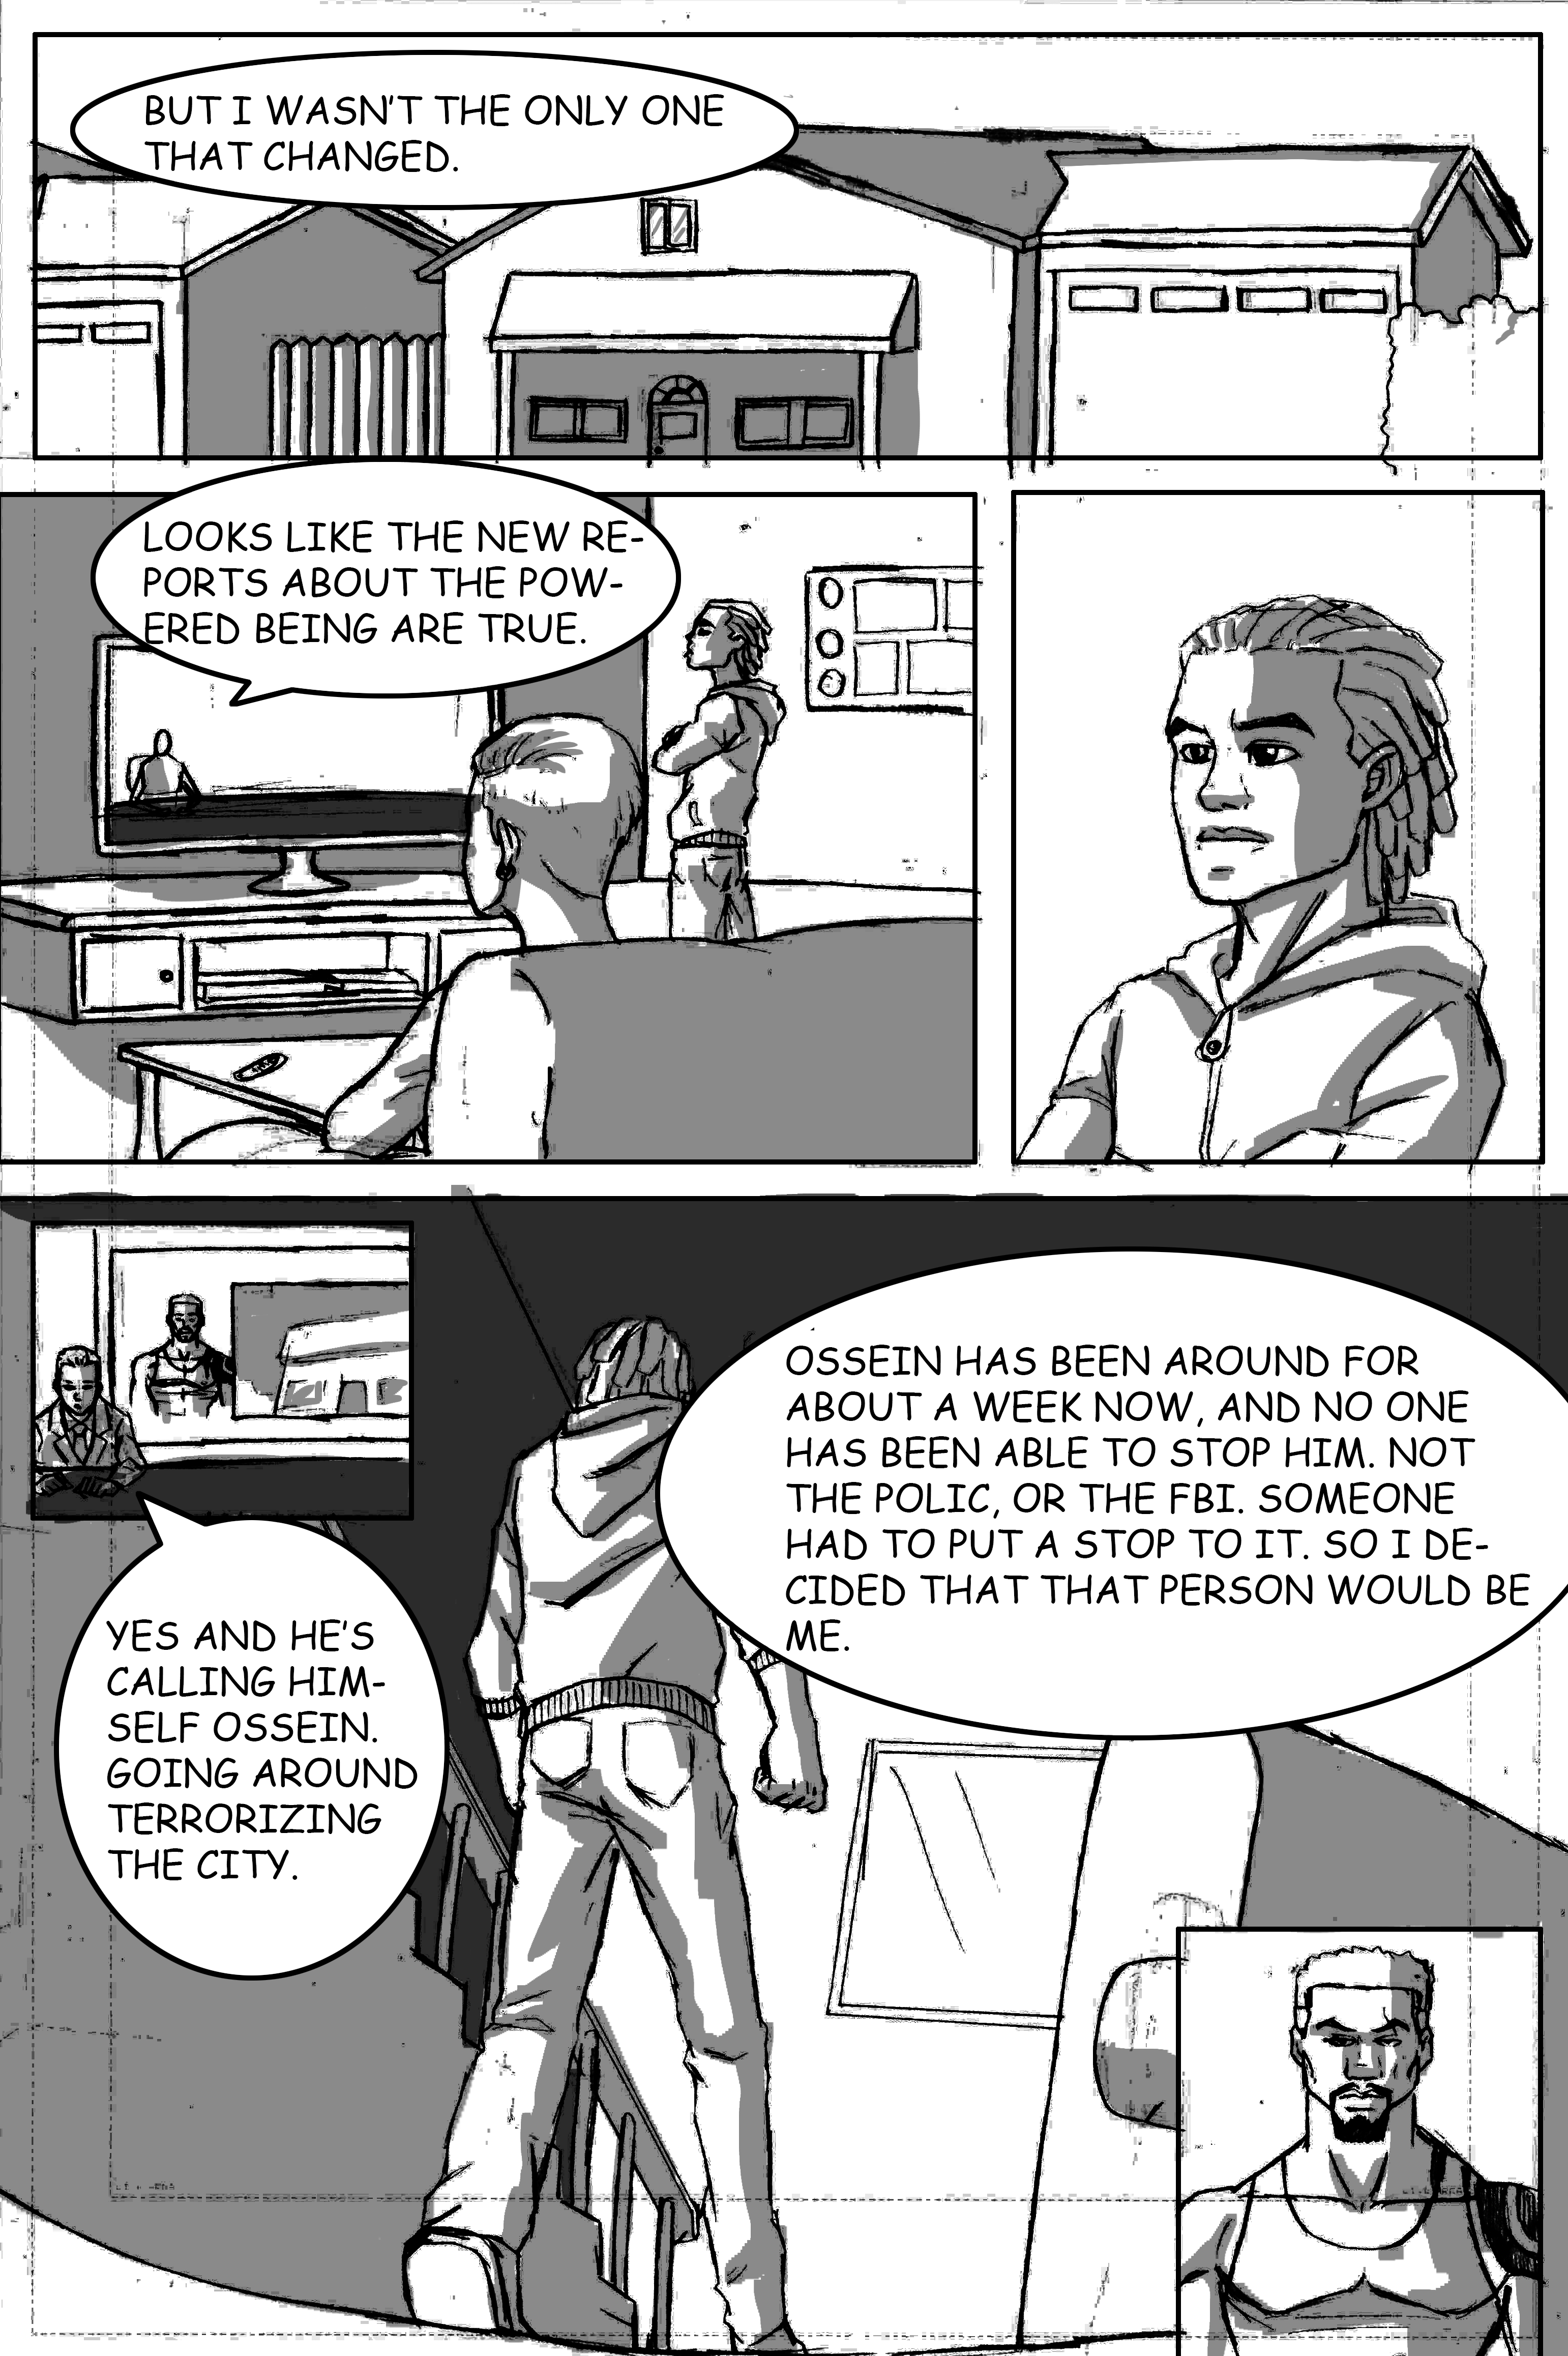 BUT I WASN'T THE ONLY ONE
THAT CHANGED.
LOOKS LIKE THE NEW RE-
PORTS ABOUT THE POW-
ERED BEING ARE TRUE.
YES AND HE'S
CALLING HIM-
SELF OSSEIN.
GOING AROUND
TERRORIZING
THE CITY.
OSSEIN HAS BEEN AROUND FOR
ABOUT A WEEK NOW, AND NO ONE
HAS BEEN ABLE TO STOP HIM. NOT
THE POLIC, OR THE FBI. SOMEONE
HAD TO PUT A STOP TO IT. SO I DE-
CIDED THAT THAT PERSON WOULD BE
ME.